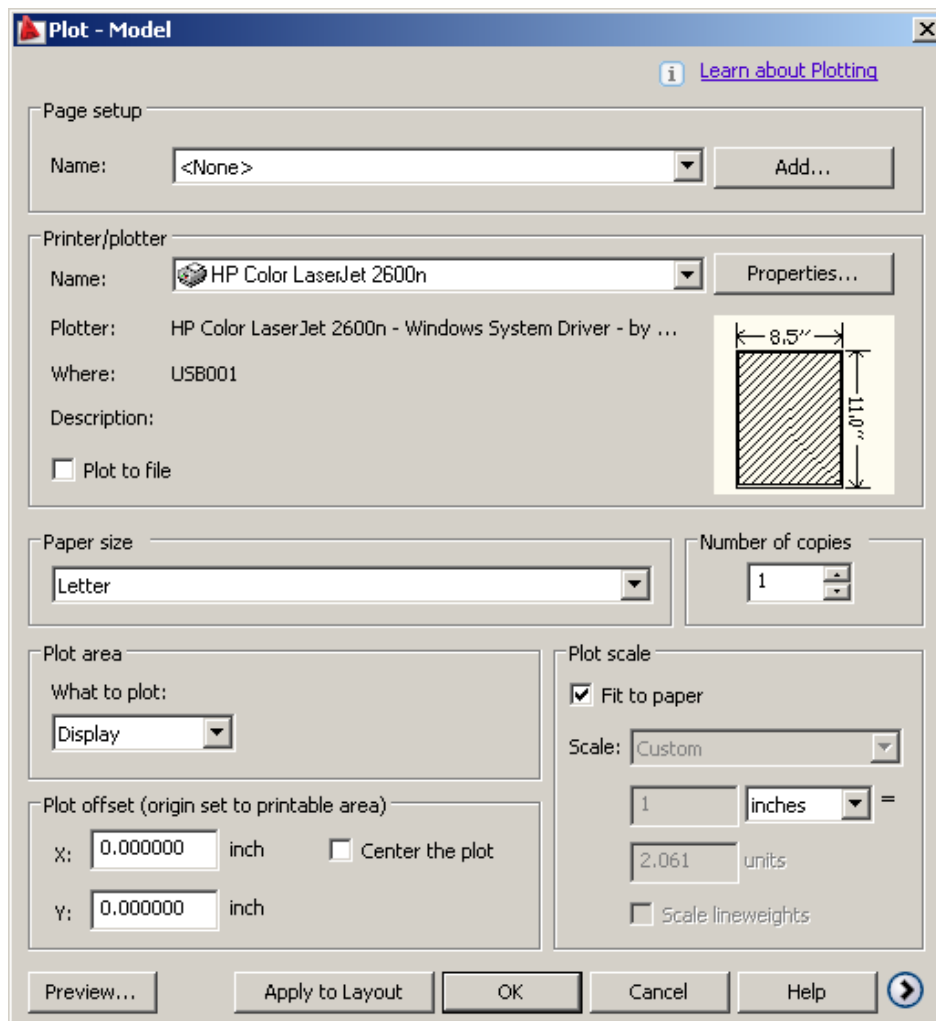 Plot - Model
Learn about Plotting
Page setup
Name: <None> Add...
Printer/plotter
Name: HP Color LaserJet 2600n Properties...
Plotter: HP Color LaserJet 2600n - Windows System Driver - by ...
Where: USB001
Description:
Plot to file
8.5″
11.0″
Paper size
Letter
Number of copies
1
Plot area
What to plot:
Display
Plot scale
Fit to paper
Scale: Custom
1 inches =
2.061 units
Scale lineweights
Plot offset (origin set to printable area)
X: 0.000000 inch Center the plot
Y: 0.000000 inch
Preview... Apply to Layout OK Cancel Help